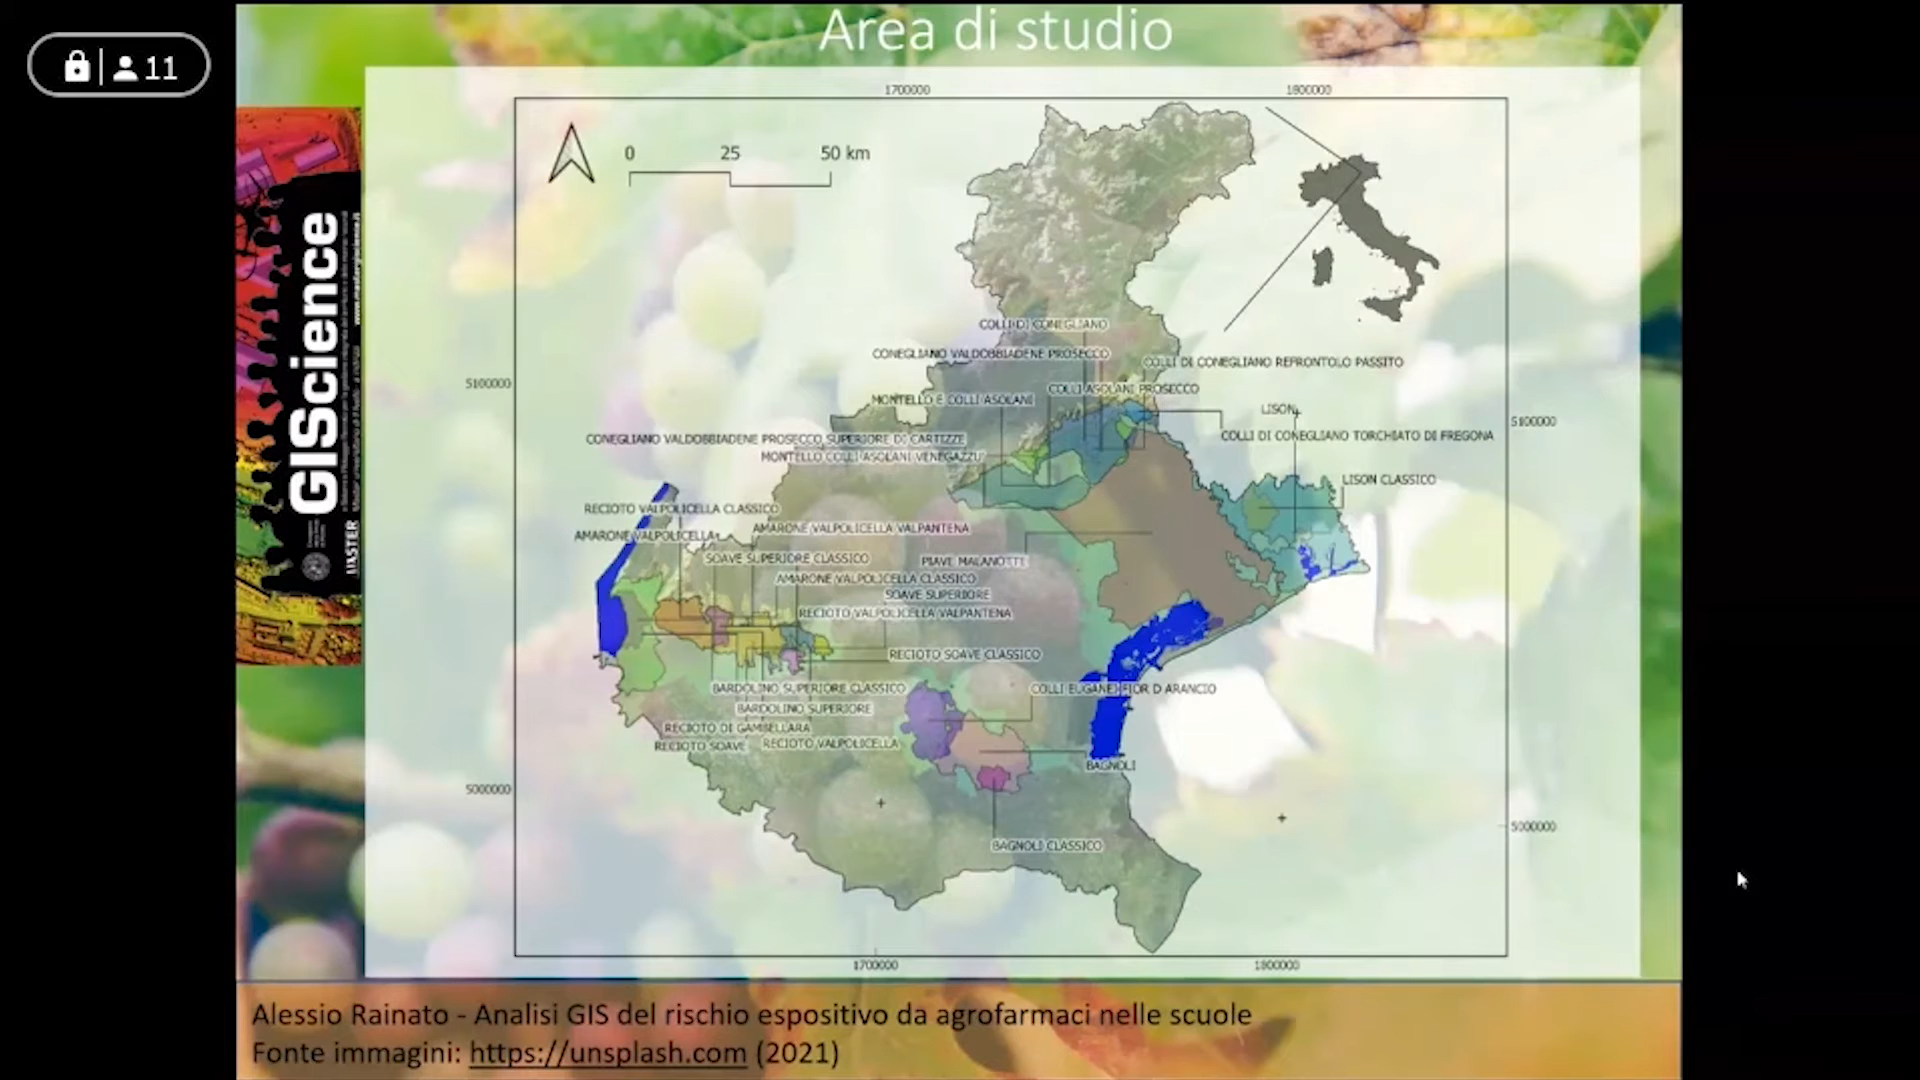 11
Area di studio
1700000
1800000
0 25 50 km
COLLI DI CONEGLIANO
CONEGLIANO VALDOBBIADENE PROSECCO
COLLI DI CONEGLIANO REFRONTOLO PASSITO
5100000
COLLI ASOLANI PROSECCO
MONTELLO E COLLI ASOLANI
LISON
5100000
CONEGLIANO VALDOBBIADENE PROSECCO SUPERIORE DI CARTIZZE
COLLI DI CONEGLIANO TORCHIATO DI FREGONA
MONTELLO COLLI ASOLANI VENEGAZZU'
LISON CLASSICO
RECIOTO VALPOLICELLA CLASSICO
AMARONE VALPOLICELLA VALPANTENA
AMARONE VALPOLICELLA
SOAVE SUPERIORE CLASSICO
PIAVE MALANOTTE
AMARONE VALPOLICELLA CLASSICO
SOAVE SUPERIORE
RECIOTO VALPOLICELLA VALPANTENA
RECIOTO SOAVE CLASSICO
BARDOLINO SUPERIORE CLASSICO
COLLI EUGANEI FIOR D ARANCIO
BARDOLINO SUPERIORE
RECIOTO DI GAMBELLARA
RECIOTO SOAVE
RECIOTO VALPOLICELLA
BAGNOLI
5000000
5000000
BAGNOLI CLASSICO
1700000
1800000
GIScience
MASTER
Alessio Rainato - Analisi GIS del rischio espositivo da agrofarmaci nelle scuole
Fonte immagini: https://unsplash.com (2021)